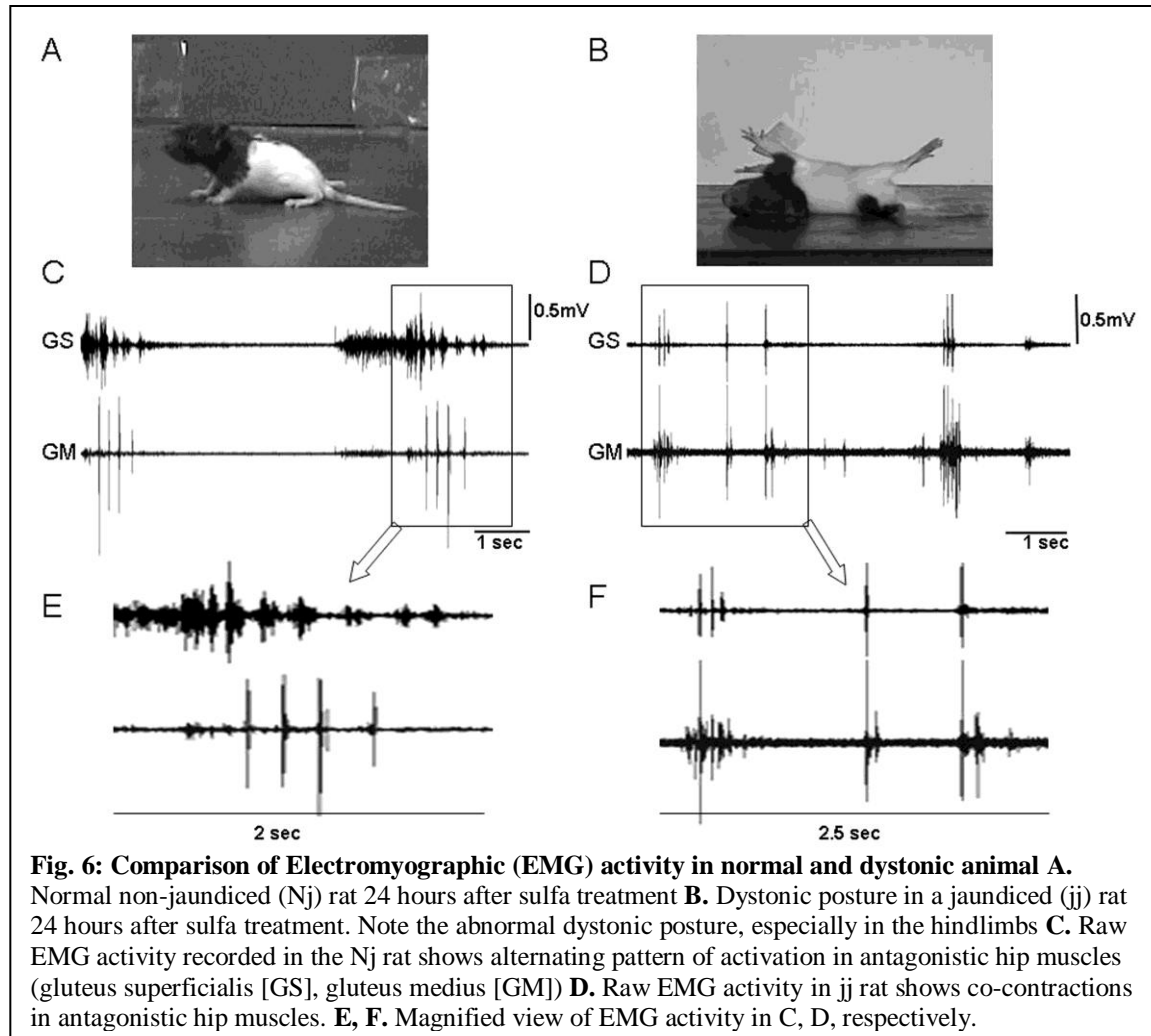 A
B
C
D
GS
0.5mV
GS
0.5mV
GM
GM
1 sec
1 sec
E
F
2 sec
2.5 sec
Fig. 6: Comparison of Electromyographic (EMG) activity in normal and dystonic animal A.
Normal non-jaundiced (Nj) rat 24 hours after sulfa treatment B. Dystonic posture in a jaundiced (jj) rat
24 hours after sulfa treatment. Note the abnormal dystonic posture, especially in the hindlimbs C. Raw
EMG activity recorded in the Nj rat shows alternating pattern of activation in antagonistic hip muscles
(gluteus superficialis [GS], gluteus medius [GM]) D. Raw EMG activity in jj rat shows co-contractions
in antagonistic hip muscles. E, F. Magnified view of EMG activity in C, D, respectively.